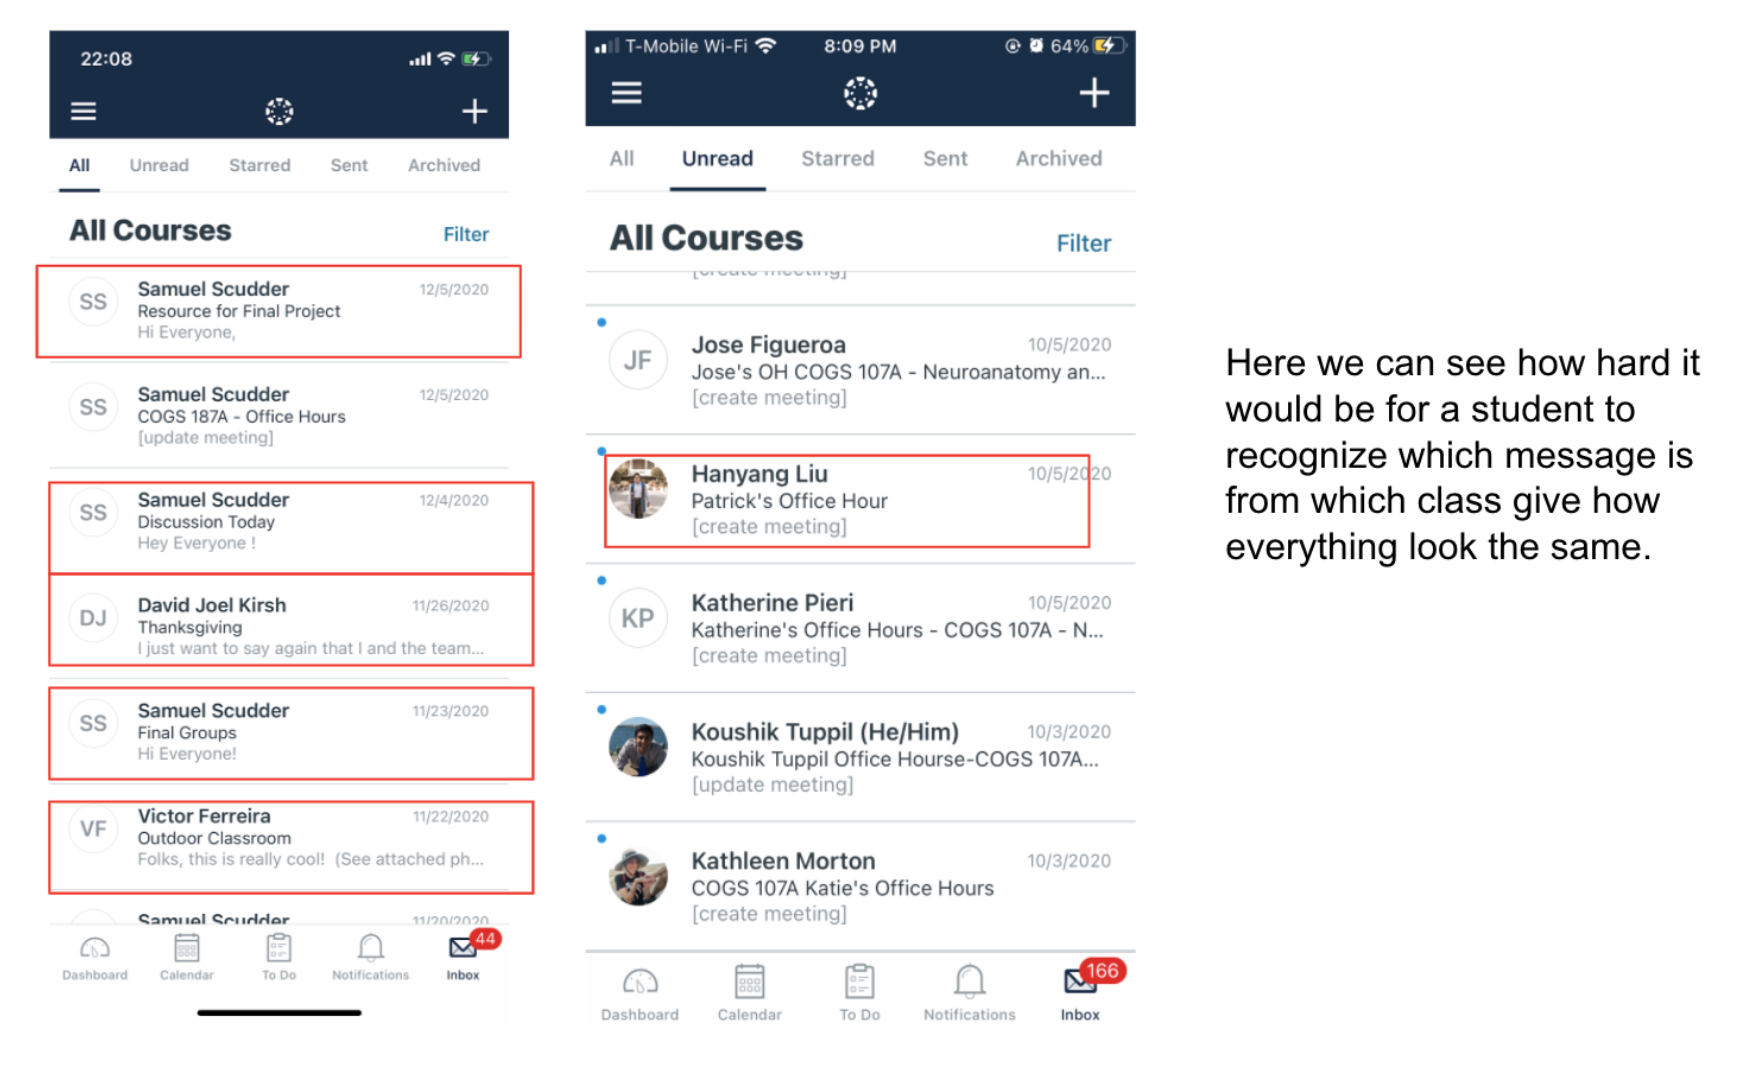 22:08
All Unread Starred Sent Archived
All Courses Filter
SS Samuel Scudder 12/5/2020
Resource for Final Project
Hi Everyone,
SS Samuel Scudder 12/5/2020
COGS 187A - Office Hours
[update meeting]
SS Samuel Scudder 12/4/2020
Discussion Today
Hey Everyone !
DJ David Joel Kirsh 11/26/2020
Thanksgiving
I just want to say again that I and the team...
SS Samuel Scudder 11/23/2020
Final Groups
Hi Everyone!
VF Victor Ferreira 11/22/2020
Outdoor Classroom
Folks, this is really cool! (See attached ph...
Samuel Scudder 11/20/2020
44
Dashboard Calendar To Do Notifications Inbox
T-Mobile Wi-Fi 8:09 PM 64%
All Unread Starred Sent Archived
All Courses Filter
[create meeting]
JF Jose Figueroa 10/5/2020
Jose's OH COGS 107A - Neuroanatomy an...
[create meeting]
Hanyang Liu 10/5/2020
Patrick's Office Hour
[create meeting]
KP Katherine Pieri 10/5/2020
Katherine's Office Hours - COGS 107A - N...
[create meeting]
Koushik Tuppil (He/Him) 10/3/2020
Koushik Tuppil Office Hourse-COGS 107A...
[update meeting]
Kathleen Morton 10/3/2020
COGS 107A Katie's Office Hours
[create meeting]
166
Dashboard Calendar To Do Notifications Inbox
Here we can see how hard it
would be for a student to
recognize which message is
from which class give how
everything look the same.